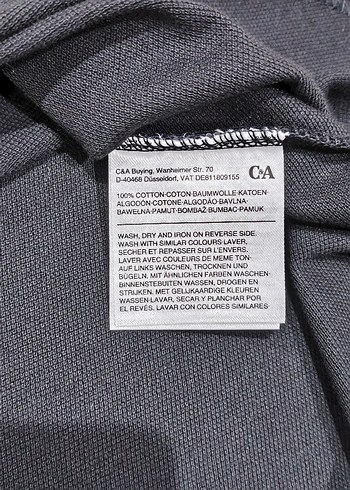 C&A Buying, Wanheimer Str. 70
D-40468 Düsseldorf, VAT DE811809155
C&A
100% COTTON-COTON-BAUMWOLLE-KATOEN-
ALGODÓN-COTONE-ALGODÃO-BAVLNA-
BAWEŁNA-PAMUT-BOMBAŽ-BUMBAC-PAMUK
WASH, DRY AND IRON ON REVERSE SIDE.
WASH WITH SIMILAR COLOURS-LAVER,
SECHER ET REPASSER SUR L'ENVERS.
LAVER AVEC COULEURS DE MEME TON-
AUF LINKS WASCHEN, TROCKNEN UND
BÜGELN. MIT ÄHNLICHEN FARBEN WASCHEN-
BINNENSTEBUITEN WASSEN, DROGEN EN
STRIJKEN. MET GELIJKAARDIGE KLEUREN
WASSEN-LAVAR, SECAR Y PLANCHAR POR
EL REVÉS. LAVAR CON COLORES SIMILARES-